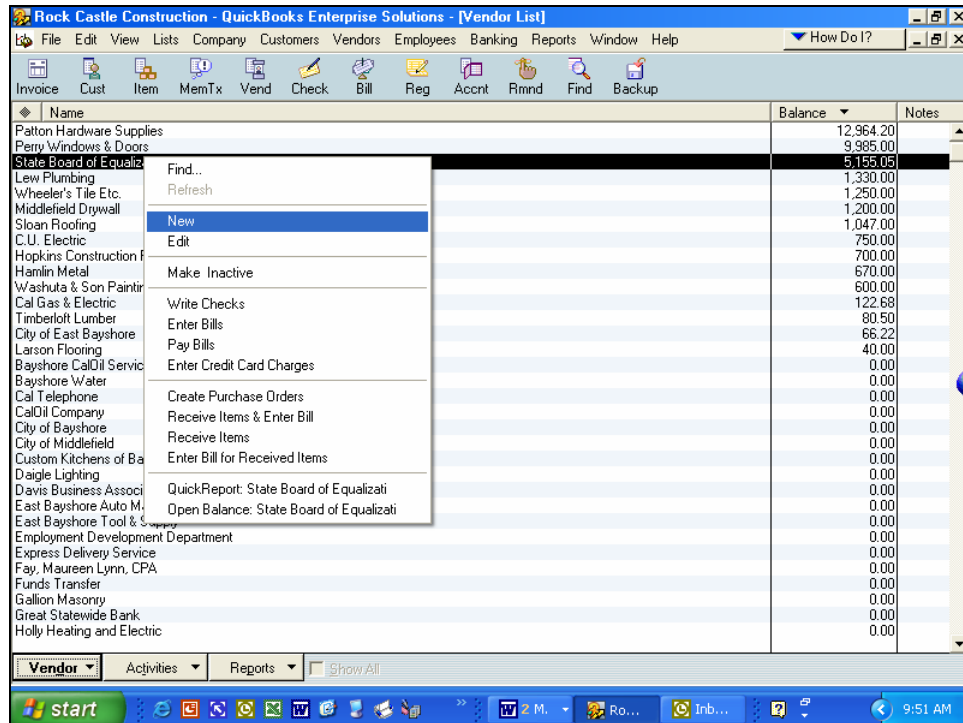 Rock Castle Construction - QuickBooks Enterprise Solutions - [Vendor List]
File Edit View Lists Company Customers Vendors Employees Banking Reports Window Help How Do I?
Invoice Cust Item MemTx Vend Check Bill Reg Accnt Rmnd Find Backup
Name Balance Notes
Patton Hardware Supplies 12,964.20
Perry Windows & Doors 9,985.00
State Board of Equaliz 5,155.05
Lew Plumbing 1,330.00
Wheeler's Tile Etc. 1,250.00
Middlefield Drywall 1,200.00
Sloan Roofing 1,047.00
C.U. Electric 750.00
Hopkins Construction 700.00
Hamlin Metal 670.00
Washuta & Son Paintin 600.00
Cal Gas & Electric 122.68
Timberloft Lumber 80.50
City of East Bayshore 66.22
Larson Flooring 40.00
Bayshore CalOil Servic 0.00
Bayshore Water 0.00
Cal Telephone 0.00
CalOil Company 0.00
City of Bayshore 0.00
City of Middlefield 0.00
Custom Kitchens of Ba 0.00
Daigle Lighting 0.00
Davis Business Associ 0.00
East Bayshore Auto M 0.00
East Bayshore Tool & Supply 0.00
Employment Development Department 0.00
Express Delivery Service 0.00
Fay, Maureen Lynn, CPA 0.00
Funds Transfer 0.00
Gallion Masonry 0.00
Great Statewide Bank 0.00
Holly Heating and Electric 0.00
Find...
Refresh
New
Edit
Make Inactive
Write Checks
Enter Bills
Pay Bills
Enter Credit Card Charges
Create Purchase Orders
Receive Items & Enter Bill
Receive Items
Enter Bill for Received Items
QuickReport: State Board of Equalizati
Open Balance: State Board of Equalizati
Vendor Activities Reports Show All
start 2 M. Ro... Inb... 9:51 AM